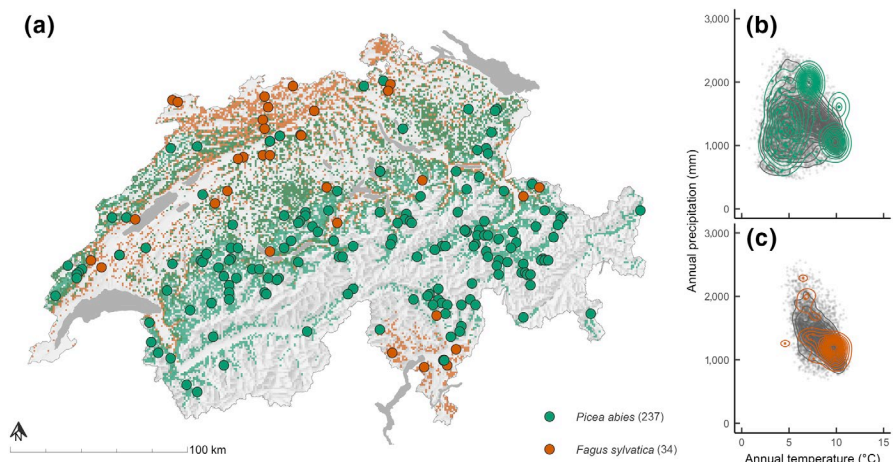 (a)
N
100 km
Picea abies (237)
Fagus sylvatica (34)
(b)
3,000
2,000
1,000
0
Annual precipitation (mm)
(c)
3,000
2,000
1,000
0
0 5 10 15
Annual temperature (°C)